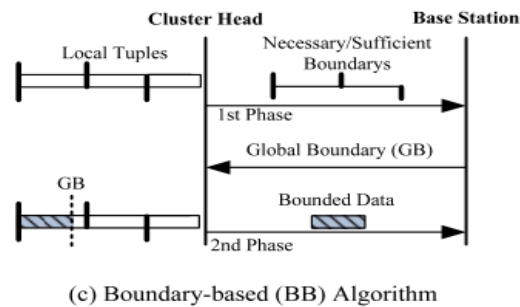 Cluster Head
Base Station
Local Tuples
Necessary/Sufficient
Boundarys
1st Phase
Global Boundary (GB)
GB
Bounded Data
2nd Phase
(c) Boundary-based (BB) Algorithm